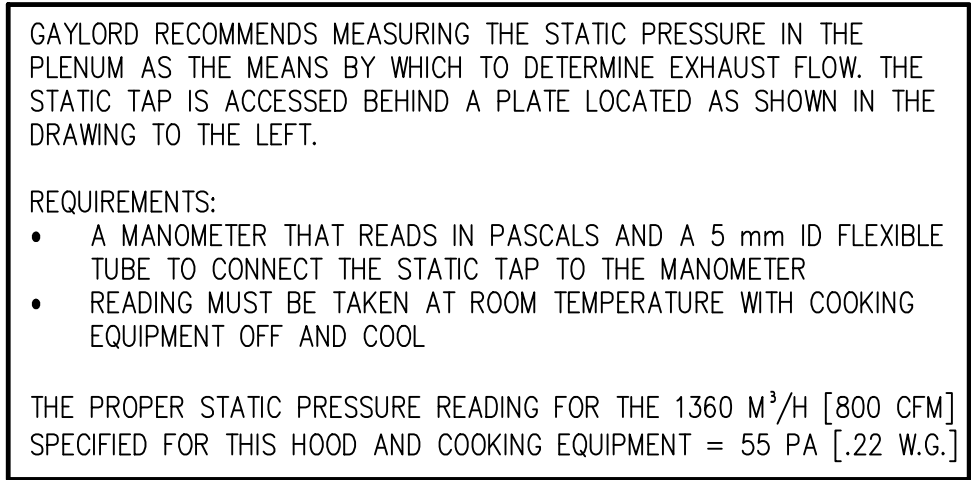 GAYLORD RECOMMENDS MEASURING THE STATIC PRESSURE IN THE
PLENUM AS THE MEANS BY WHICH TO DETERMINE EXHAUST FLOW. THE
STATIC TAP IS ACCESSED BEHIND A PLATE LOCATED AS SHOWN IN THE
DRAWING TO THE LEFT.
REQUIREMENTS:
• A MANOMETER THAT READS IN PASCALS AND A 5 mm ID FLEXIBLE
TUBE TO CONNECT THE STATIC TAP TO THE MANOMETER
• READING MUST BE TAKEN AT ROOM TEMPERATURE WITH COOKING
EQUIPMENT OFF AND COOL
THE PROPER STATIC PRESSURE READING FOR THE 1360 M³/H [800 CFM]
SPECIFIED FOR THIS HOOD AND COOKING EQUIPMENT = 55 PA [.22 W.G.]